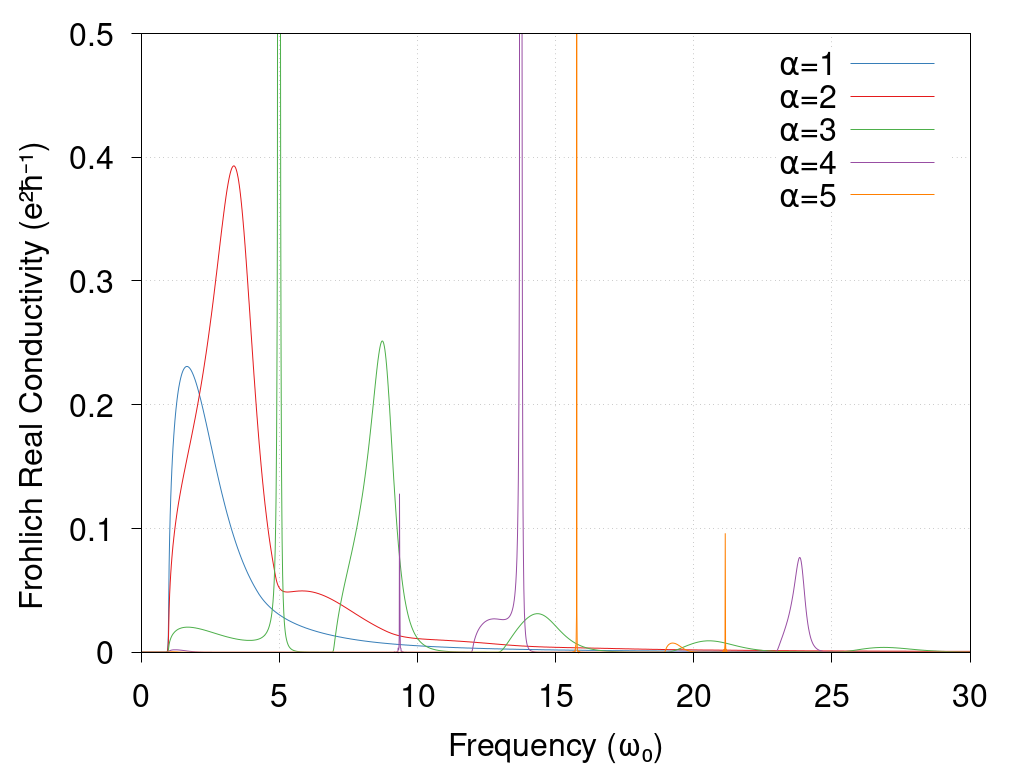 0.5
0.4
0.3
0.2
0.1
0
0 5 10 15 20 25 30
Frohlich Real Conductivity (e²ħ⁻¹)
Frequency (ω₀)
α=1
α=2
α=3
α=4
α=5